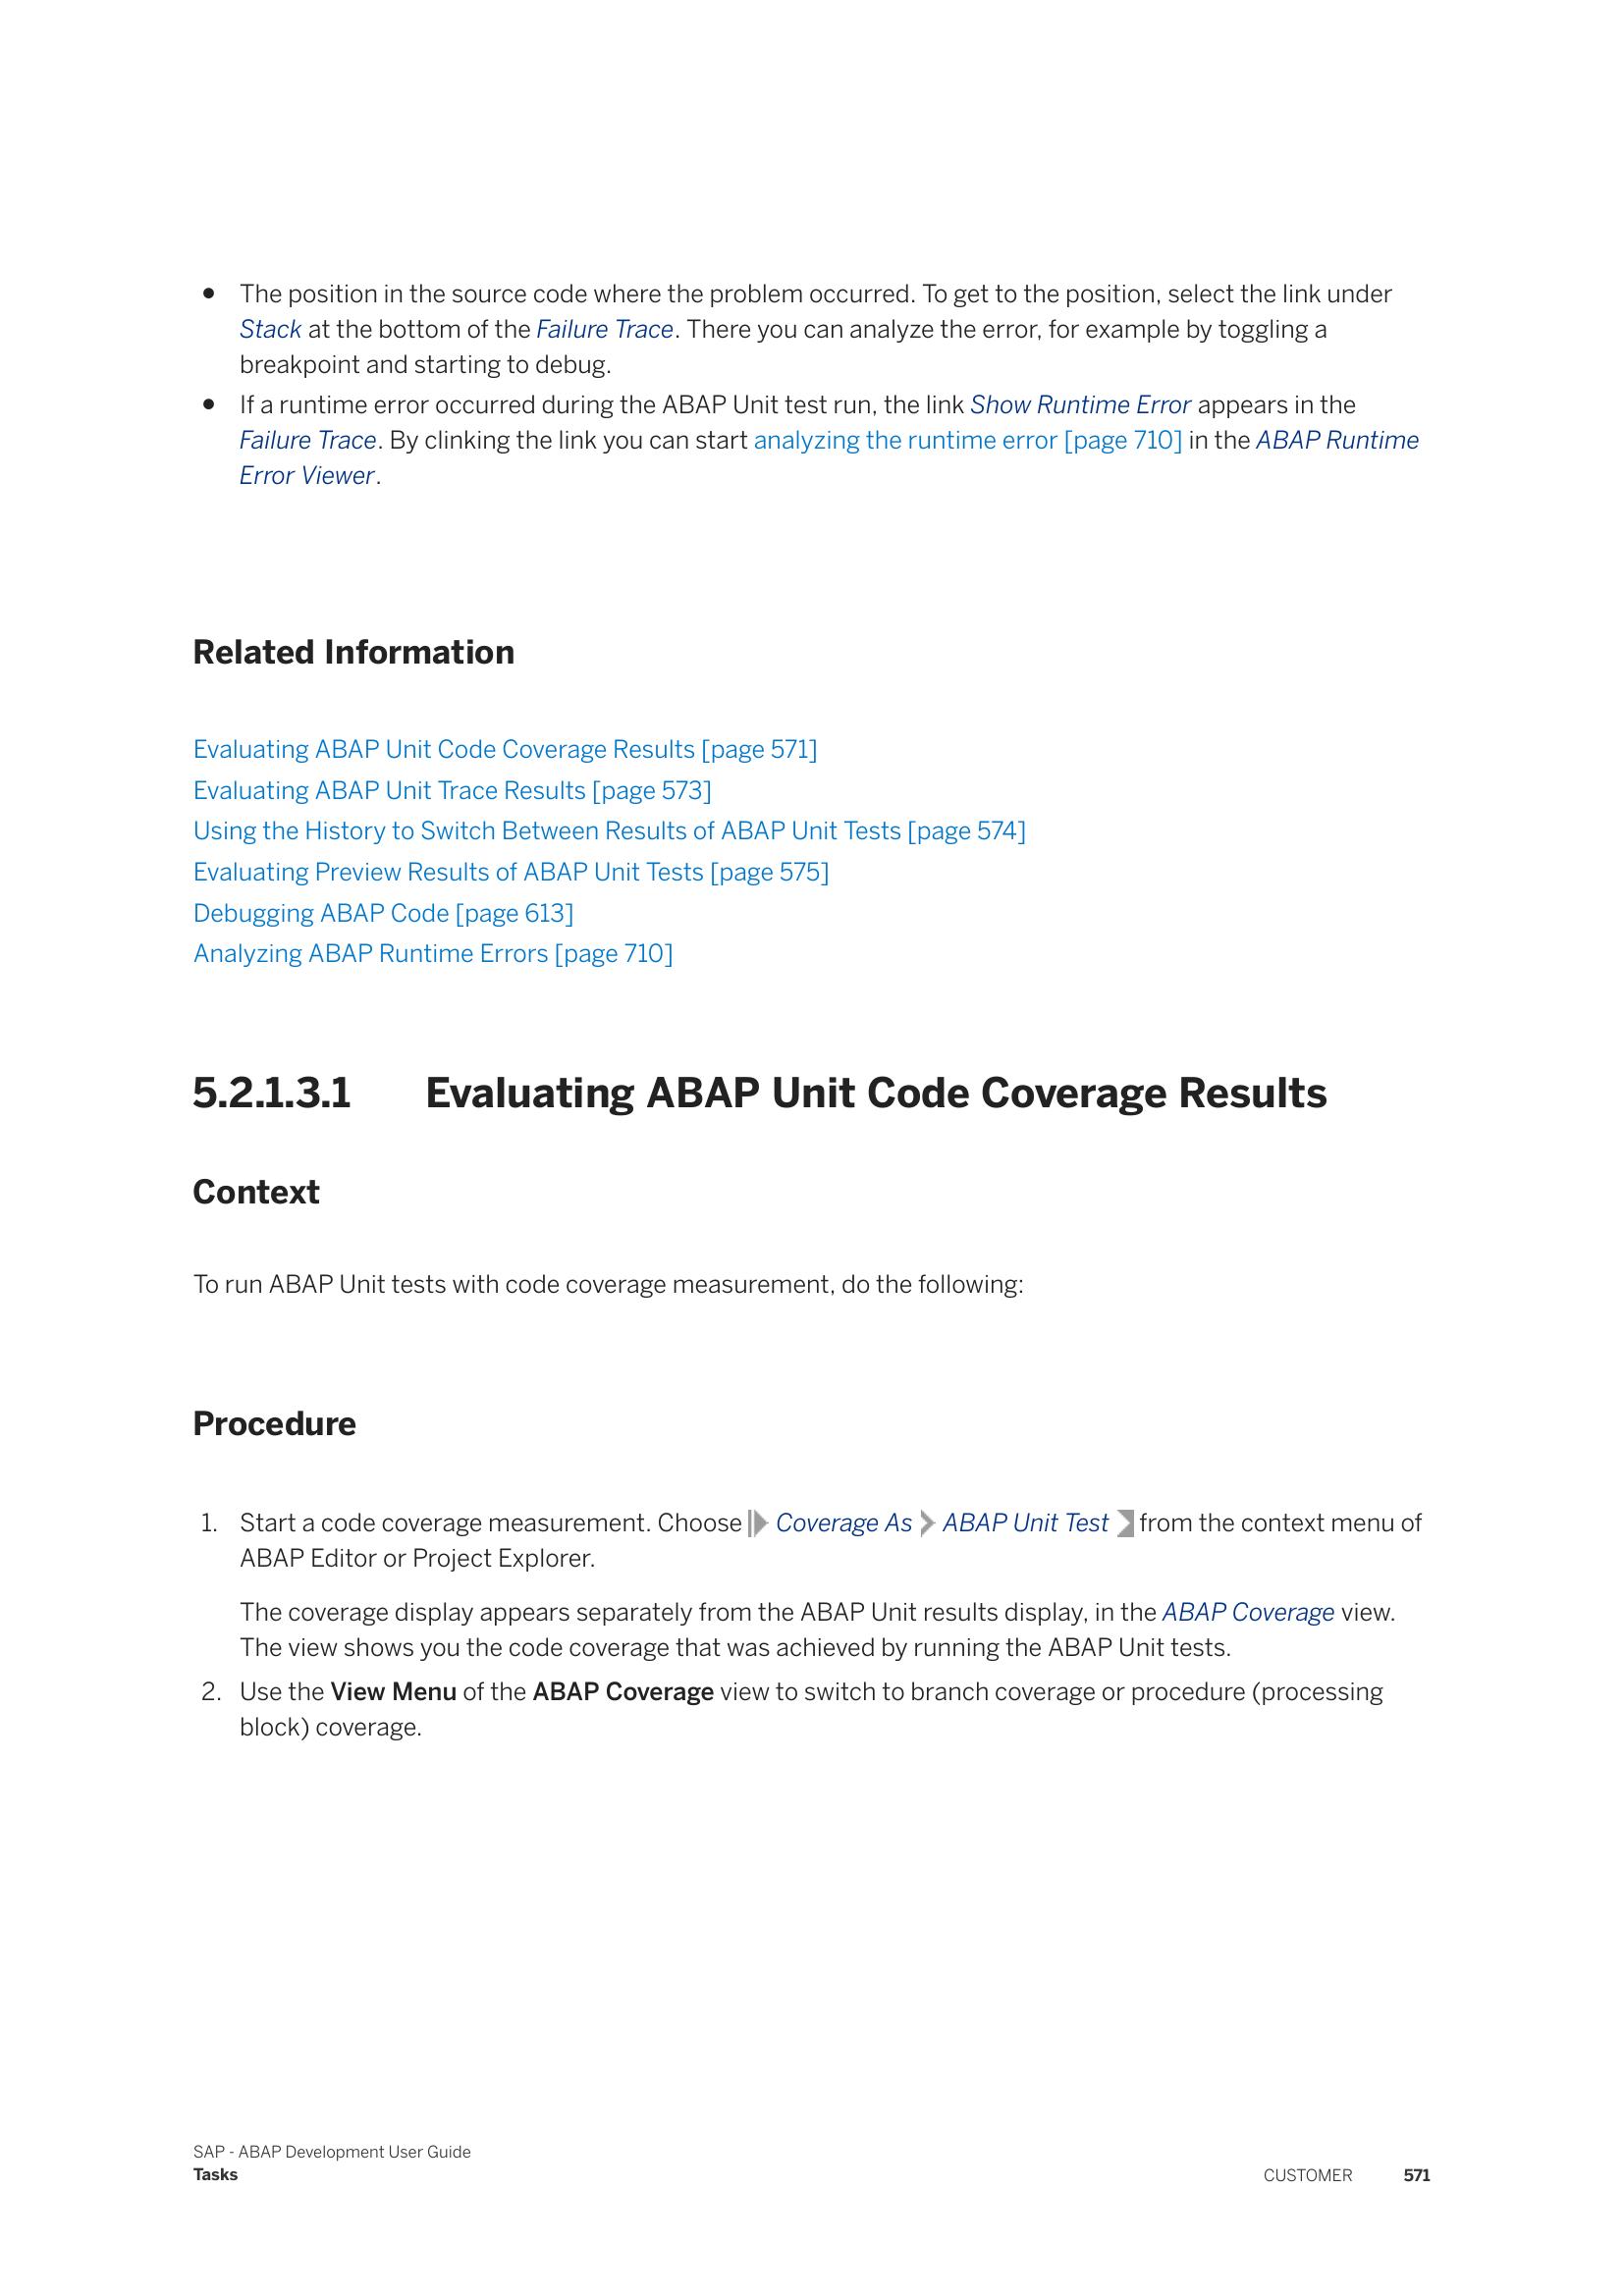 • The position in the source code where the problem occurred. To get to the position, select the link under
Stack at the bottom of the Failure Trace. There you can analyze the error, for example by toggling a
breakpoint and starting to debug.
• If a runtime error occurred during the ABAP Unit test run, the link Show Runtime Error appears in the
Failure Trace. By clinking the link you can start analyzing the runtime error [page 710] in the ABAP Runtime
Error Viewer.
Related Information
Evaluating ABAP Unit Code Coverage Results [page 571]
Evaluating ABAP Unit Trace Results [page 573]
Using the History to Switch Between Results of ABAP Unit Tests [page 574]
Evaluating Preview Results of ABAP Unit Tests [page 575]
Debugging ABAP Code [page 613]
Analyzing ABAP Runtime Errors [page 710]
5.2.1.3.1 Evaluating ABAP Unit Code Coverage Results
Context
To run ABAP Unit tests with code coverage measurement, do the following:
Procedure
1. Start a code coverage measurement. Choose Coverage As ABAP Unit Test from the context menu of
ABAP Editor or Project Explorer.
The coverage display appears separately from the ABAP Unit results display, in the ABAP Coverage view.
The view shows you the code coverage that was achieved by running the ABAP Unit tests.
2. Use the View Menu of the ABAP Coverage view to switch to branch coverage or procedure (processing
block) coverage.
SAP - ABAP Development User Guide
Tasks
CUSTOMER 571